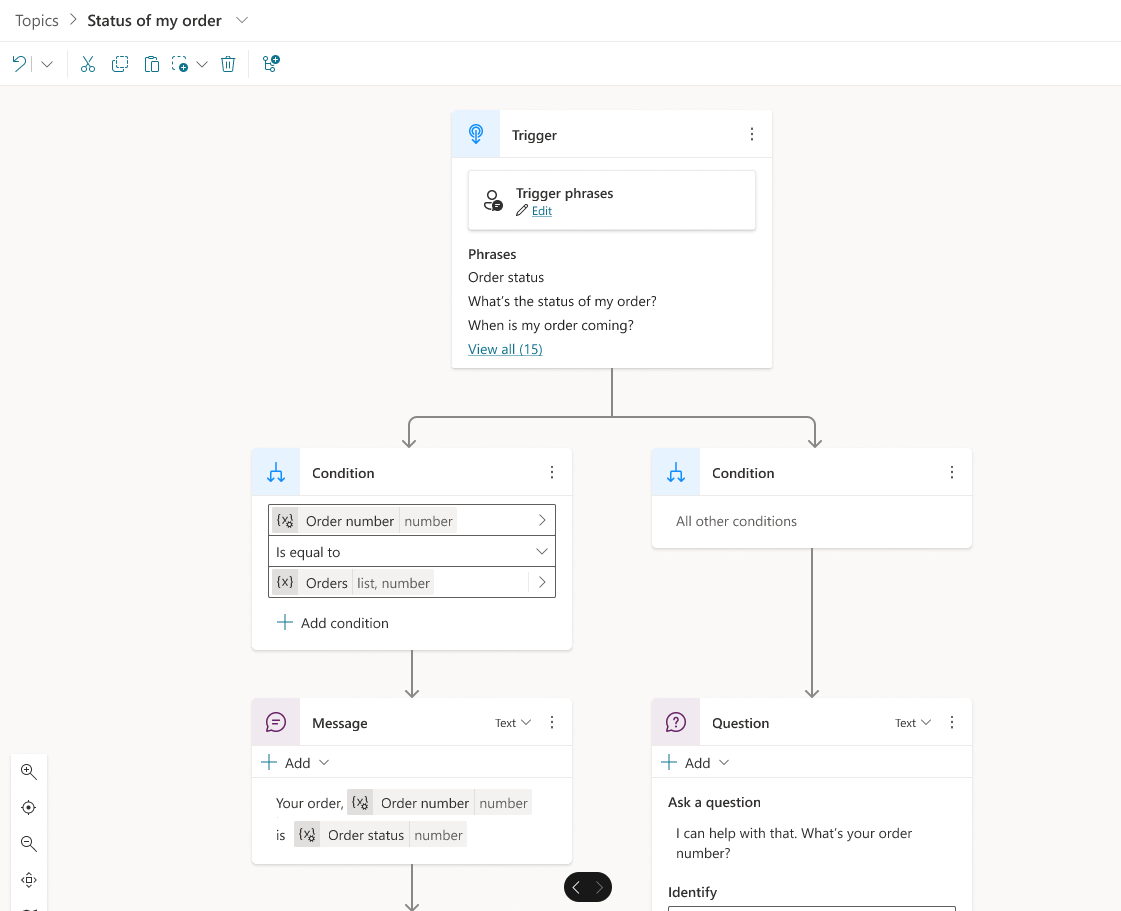 Topics > Status of my order
Trigger
Trigger phrases
Edit
Phrases
Order status
What's the status of my order?
When is my order coming?
View all (15)
Condition
{x} Order number number
Is equal to
{x} Orders list, number
Add condition
Condition
All other conditions
Message Text
Add
Your order, {x} Order number number
is {x} Order status number
Question Text
Add
Ask a question
I can help with that. What's your order
number?
Identify